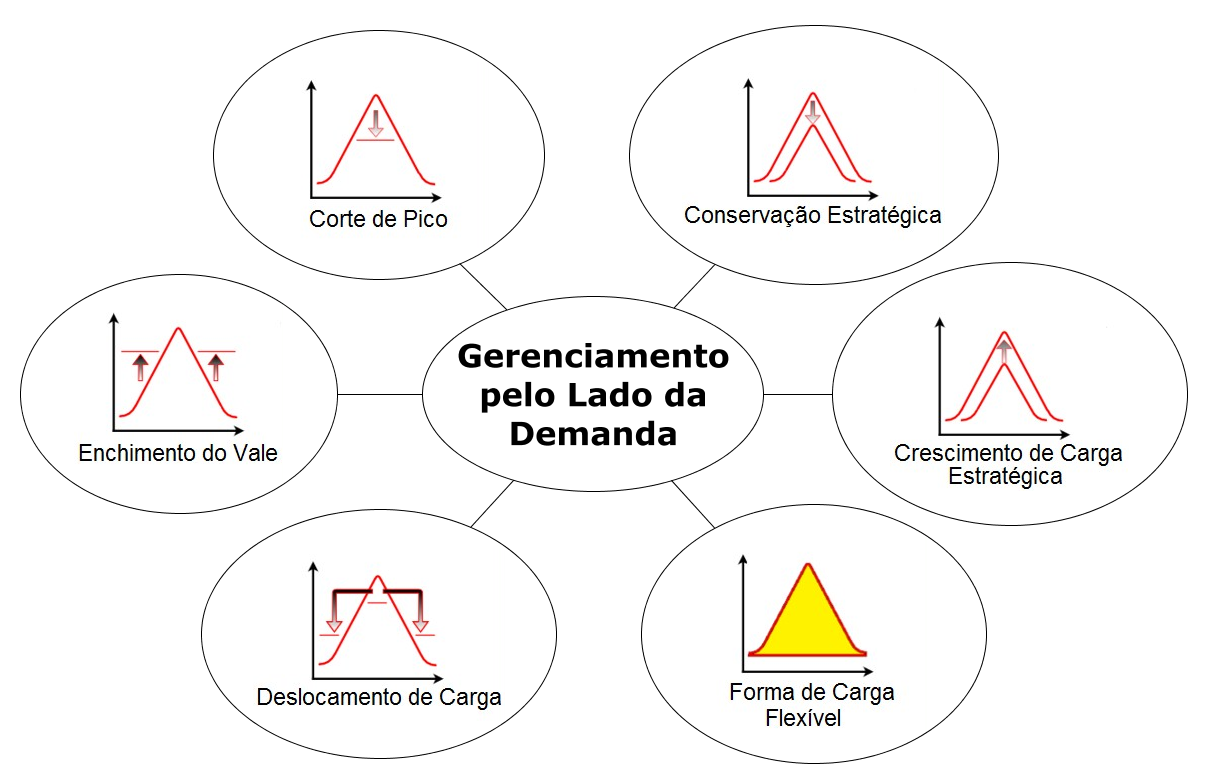 Corte de Pico
Conservação Estratégica
Gerenciamento
pelo Lado da
Demanda
Enchimento do Vale
Crescimento de Carga
Estratégica
Deslocamento de Carga
Forma de Carga
Flexível